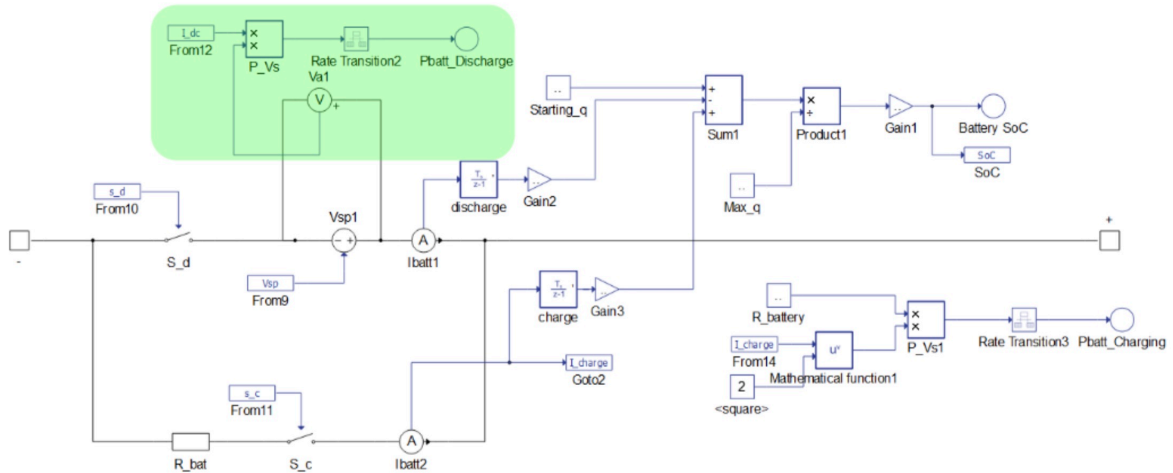 I_dc
From12
P_Vs
Rate Transition2
Pbatt_Discharge
Va1
V
+
Starting_q
+
-
+
Sum1
×
÷
Product1
Gain1
Battery SoC
SoC
SoC
Max_q
discharge
Gain2
s_d
From10
S_d
Vsp1
- +
A
Ibatt1
-
+
Vsp
From9
charge
Gain3
I_charge
Goto2
R_battery
I_charge
From14
u
Mathematical function1
2
<square>
×
×
P_Vs1
Rate Transition3
Pbatt_Charging
s_c
From11
R_bat
S_c
A
Ibatt2